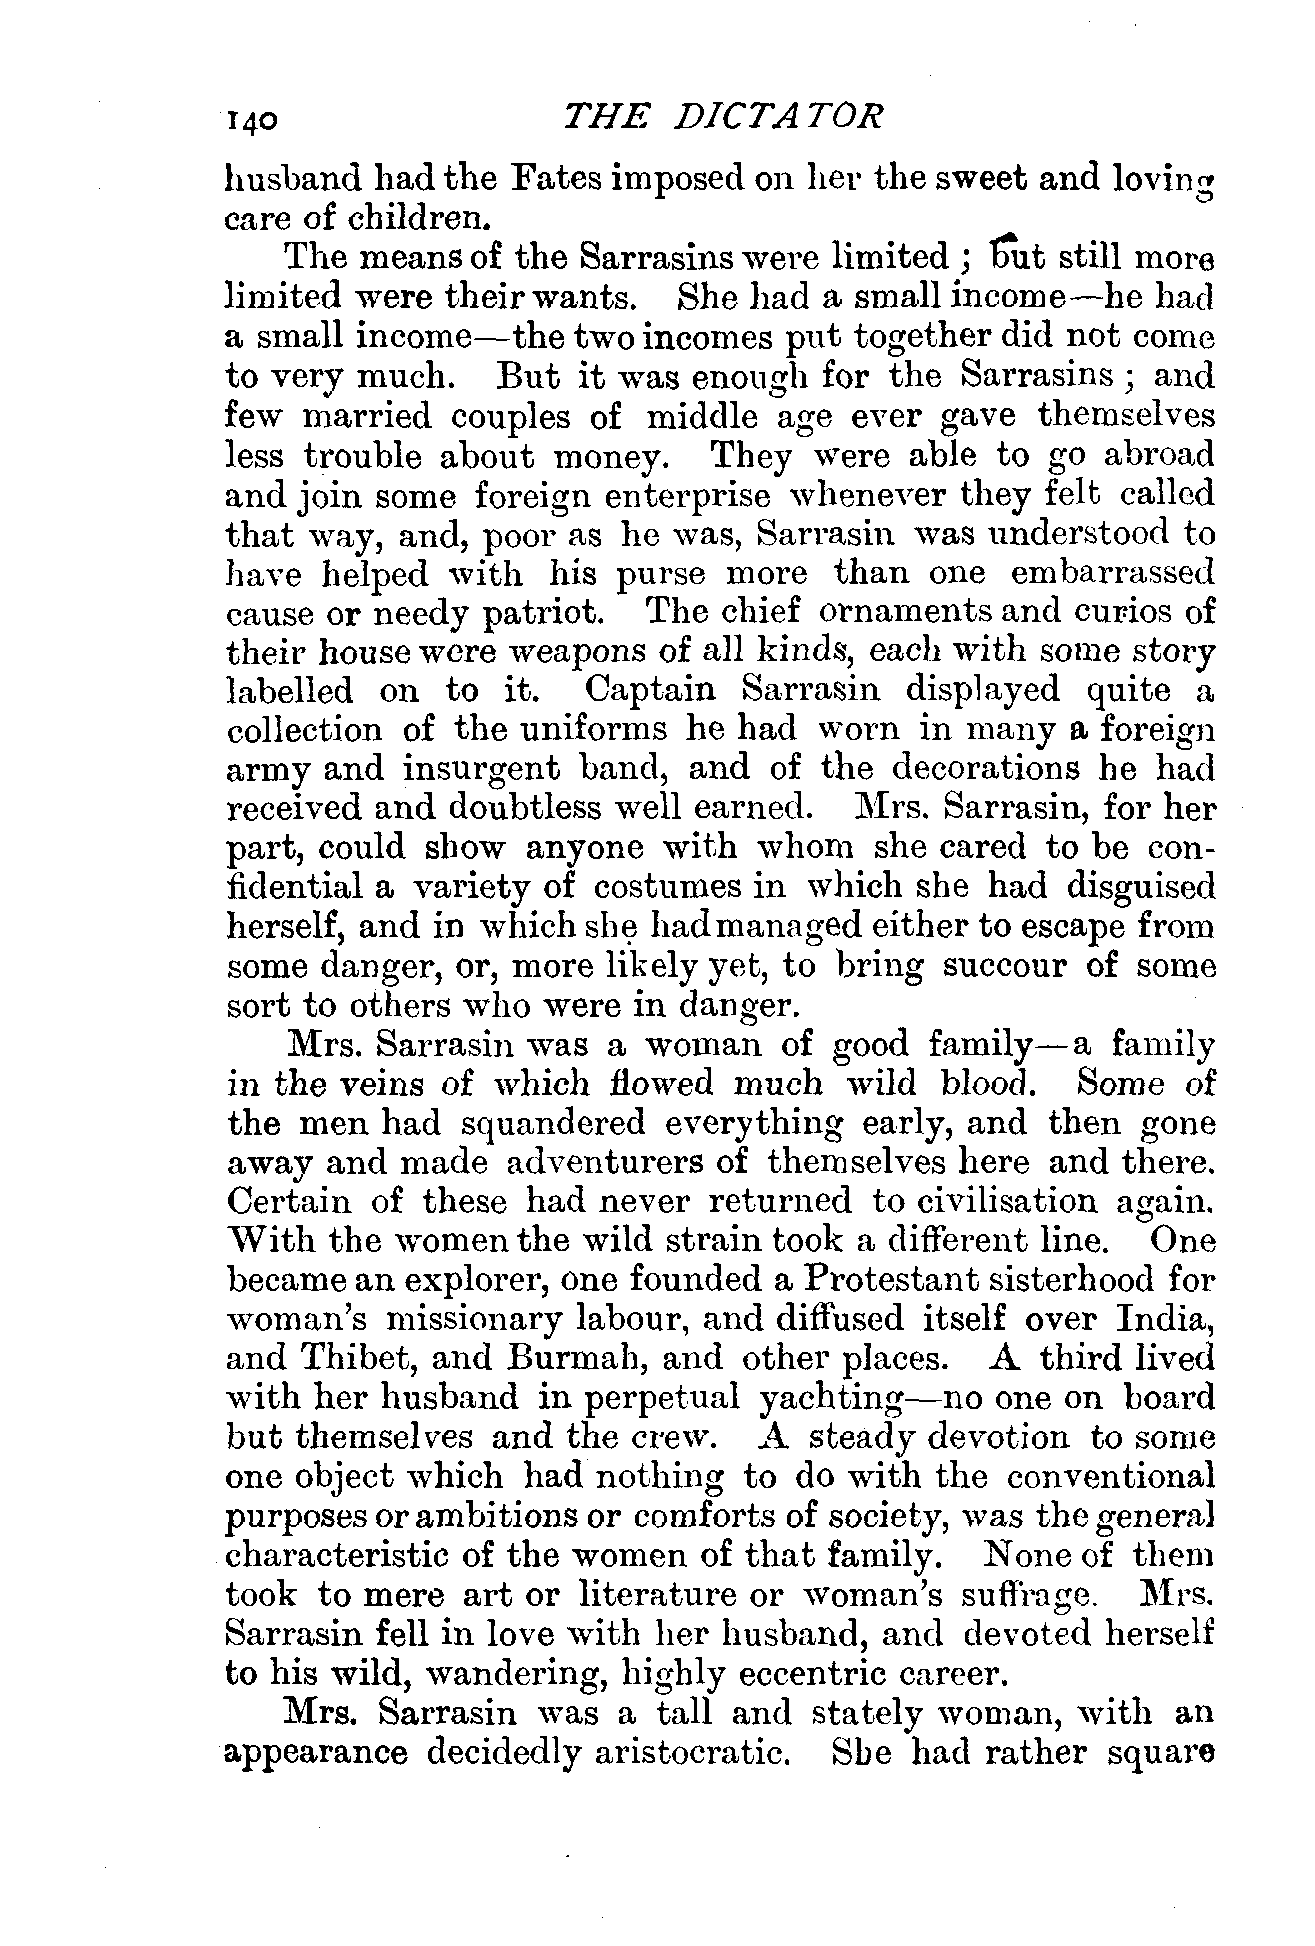 140 THE DICTATOR
husband had the Fates imposed on her the sweet and loving
care of children.
The means of the Sarrasins were limited ; but still more
limited were their wants. She had a small income—he had
a small income—the two incomes put together did not come
to very much. But it was enough for the Sarrasins ; and
few married couples of middle age ever gave themselves
less trouble about money. They were able to go abroad
and join some foreign enterprise whenever they felt called
that way, and, poor as he was, Sarrasin was understood to
have helped with his purse more than one embarrassed
cause or needy patriot. The chief ornaments and curios of
their house were weapons of all kinds, each with some story
labelled on to it. Captain Sarrasin displayed quite a
collection of the uniforms he had worn in many a foreign
army and insurgent band, and of the decorations he had
received and doubtless well earned. Mrs. Sarrasin, for her
part, could show anyone with whom she cared to be con-
fidential a variety of costumes in which she had disguised
herself, and in which she had managed either to escape from
some danger, or, more likely yet, to bring succour of some
sort to others who were in danger.
Mrs. Sarrasin was a woman of good family—a family
in the veins of which flowed much wild blood. Some of
the men had squandered everything early, and then gone
away and made adventurers of themselves here and there.
Certain of these had never returned to civilisation again.
With the women the wild strain took a different line. One
became an explorer, one founded a Protestant sisterhood for
woman's missionary labour, and diffused itself over India,
and Thibet, and Burmah, and other places. A third lived
with her husband in perpetual yachting—no one on board
but themselves and the crew. A steady devotion to some
one object which had nothing to do with the conventional
purposes or ambitions or comforts of society, was the general
characteristic of the women of that family. None of them
took to mere art or literature or woman's suffrage. Mrs.
Sarrasin fell in love with her husband, and devoted herself
to his wild, wandering, highly eccentric career.
Mrs. Sarrasin was a tall and stately woman, with an
appearance decidedly aristocratic. She had rather square